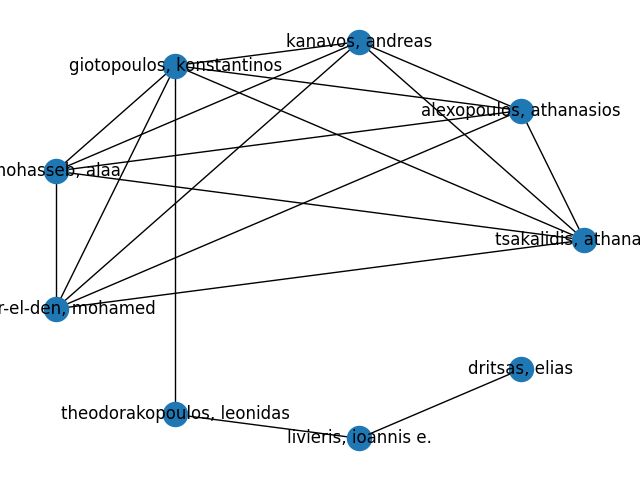 kanavos, andreas
giotopoulos, konstantinos
alexopoulos, athanasios
mohasseb, alaa
tsakalidis, athana
r-el-den, mohamed
dritsas, elias
theodorakopoulos, leonidas
livieris, ioannis e.